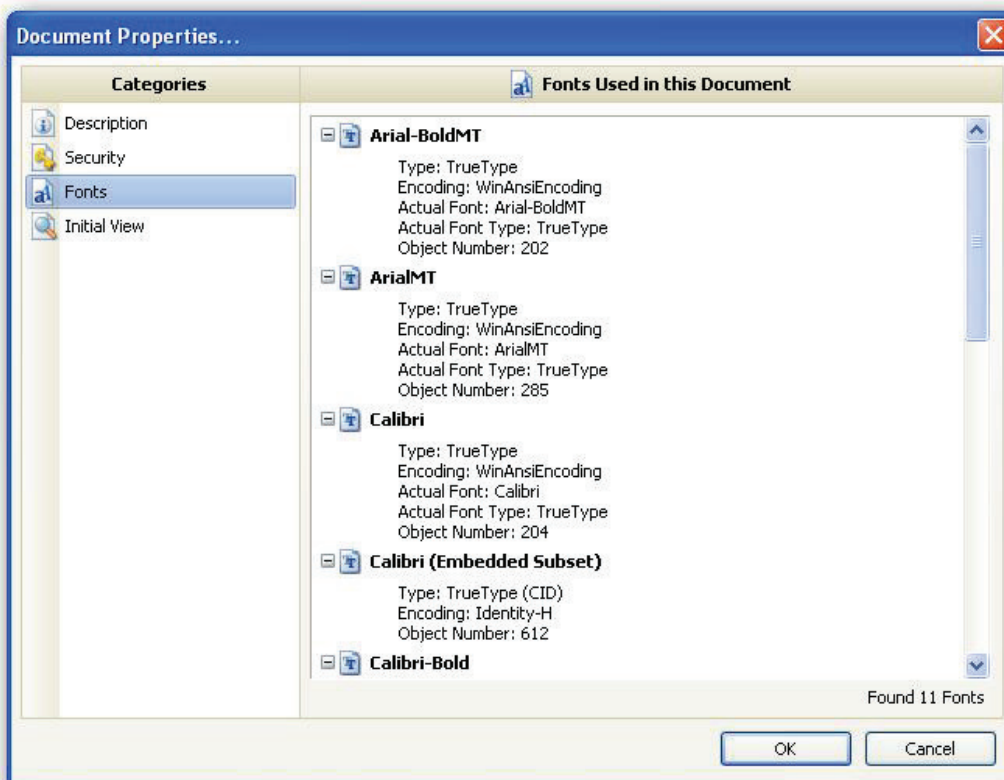 Document Properties...
Categories
Description
Security
Fonts
Initial View
Fonts Used in this Document
Arial-BoldMT
Type: TrueType
Encoding: WinAnsiEncoding
Actual Font: Arial-BoldMT
Actual Font Type: TrueType
Object Number: 202
ArialMT
Type: TrueType
Encoding: WinAnsiEncoding
Actual Font: ArialMT
Actual Font Type: TrueType
Object Number: 285
Calibri
Type: TrueType
Encoding: WinAnsiEncoding
Actual Font: Calibri
Actual Font Type: TrueType
Object Number: 204
Calibri (Embedded Subset)
Type: TrueType (CID)
Encoding: Identity-H
Object Number: 612
Calibri-Bold
Found 11 Fonts
OK
Cancel